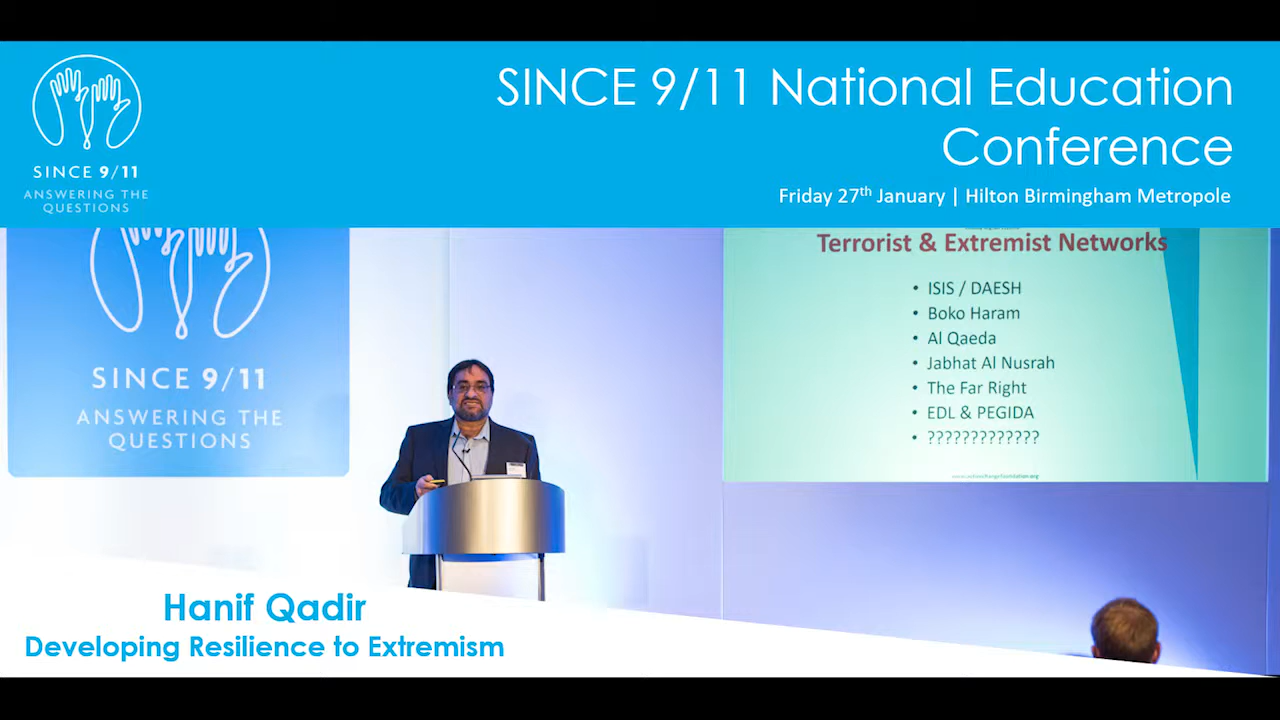 SINCE 9/11 National Education
Conference
Friday 27th January | Hilton Birmingham Metropole
SINCE 9/11
ANSWERING THE
QUESTIONS
SINCE 9/11
ANSWERING THE
QUESTIONS
Terrorist & Extremist Networks
• ISIS / DAESH
• Boko Haram
• Al Qaeda
• Jabhat Al Nusrah
• The Far Right
• EDL & PEGIDA
• ?????????????
Hanif Qadir
Developing Resilience to Extremism